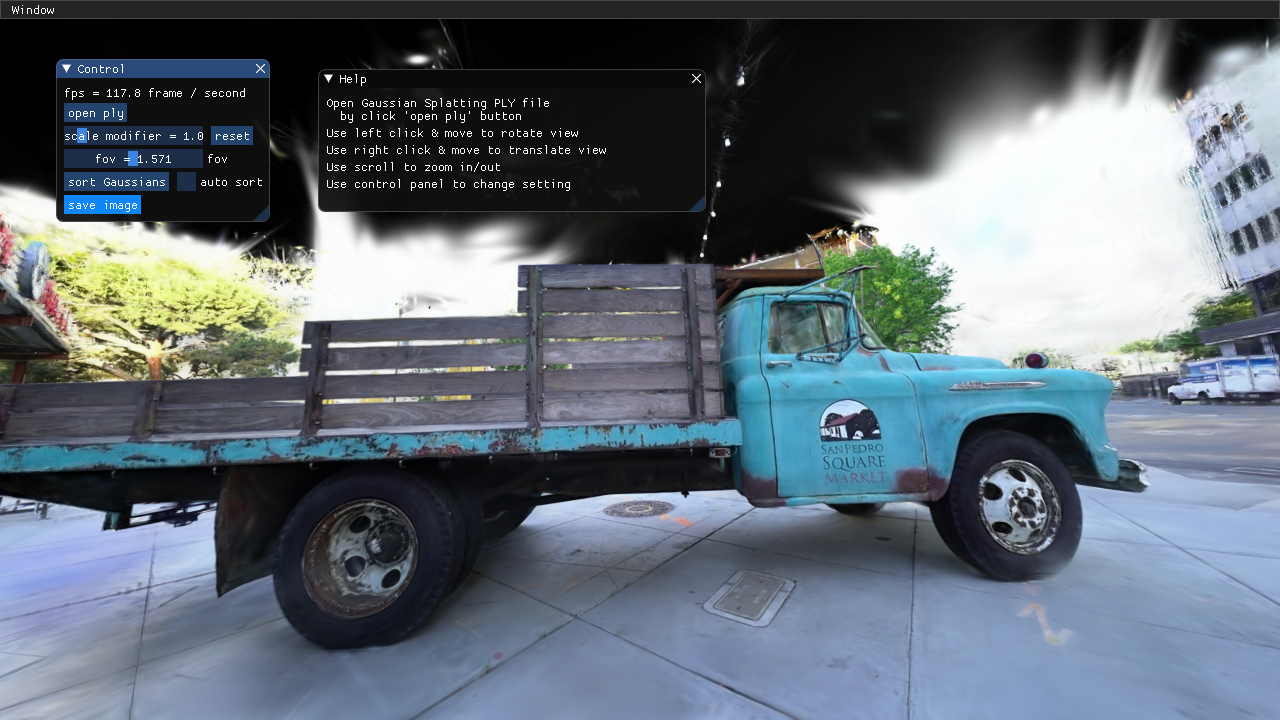 Window
Control
fps = 117.8 frame / second
open ply
scale modifier = 1.0 reset
fov = 1.571 fov
sort Gaussians auto sort
save image
Help
Open Gaussian Splatting PLY file
by click 'open ply' button
Use left click & move to rotate view
Use right click & move to translate view
Use scroll to zoom in/out
Use control panel to change setting
SAN PEDRO
SQUARE
MARKET